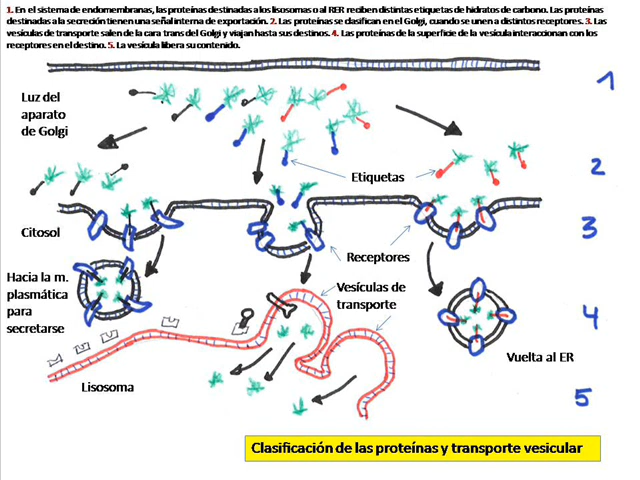 1. En el sistema de endomembranas, las proteínas destinadas a los lisosomas o al RER reciben distintas etiquetas de hidratos de carbono. Las proteínas
destinadas a la secreción tienen una señal interna de exportación. 2. Las proteínas se clasifican en el Golgi, cuando se unen a distintos receptores. 3. Las
vesículas de transporte salen de la cara trans del Golgi y viajan hasta sus destinos. 4. Las proteínas de la superficie de la vesícula interaccionan con los
receptores en el destino. 5. La vesícula libera su contenido.
1
Luz del
aparato
de Golgi
2
Etiquetas
Citosol
3
Receptores
Hacia la m.
plasmática
para
secretarse
Vesículas de
transporte
4
Vuelta al ER
Lisosoma
5
Clasificación de las proteínas y transporte vesicular